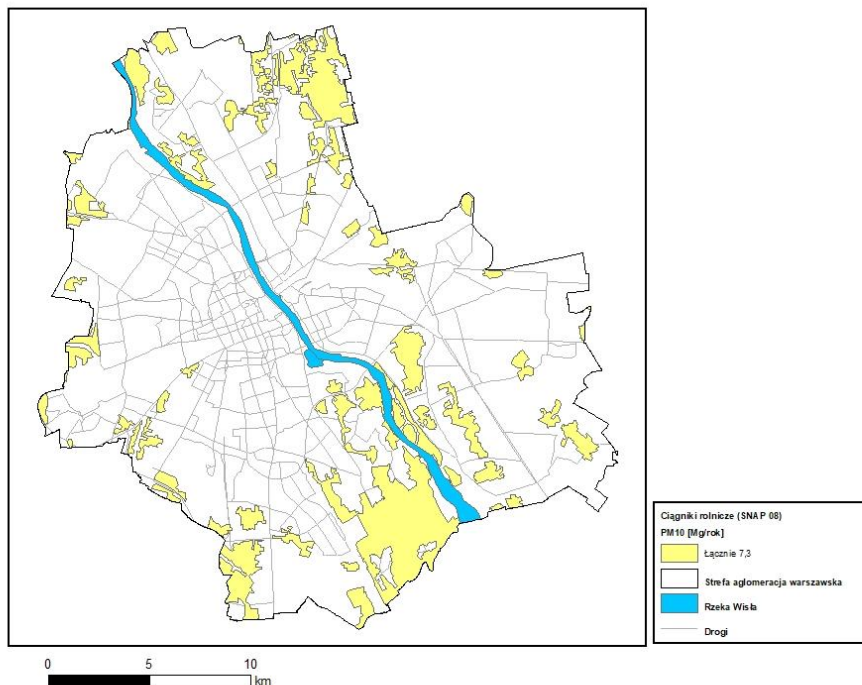 Ciągniki rolnicze (SNAP 08)
PM10 [Mg/rok]
Łącznie 7,3
Strefa aglomeracja warszawska
Rzeka Wisła
Drogi
0 5 10
km